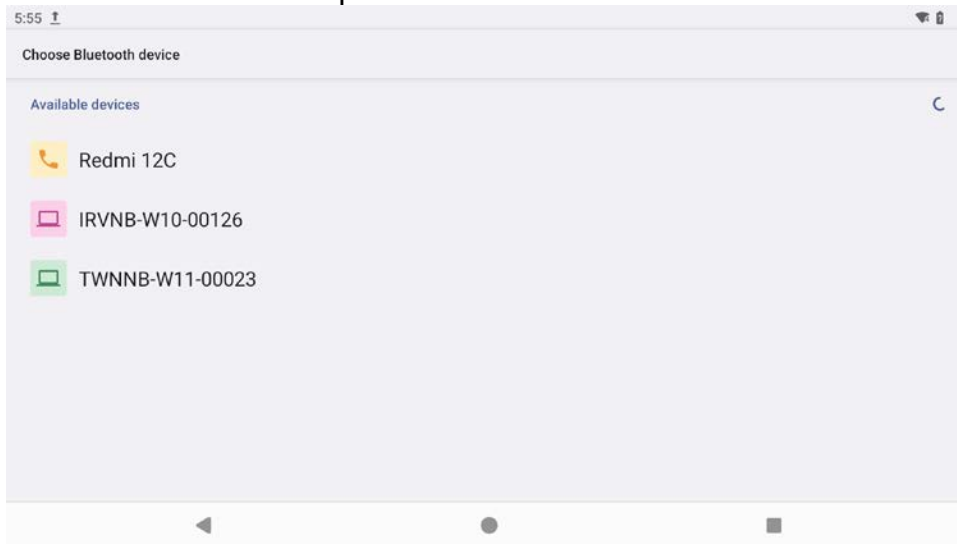 5:55
Choose Bluetooth device
Available devices
Redmi 12C
IRVNB-W10-00126
TWNNB-W11-00023